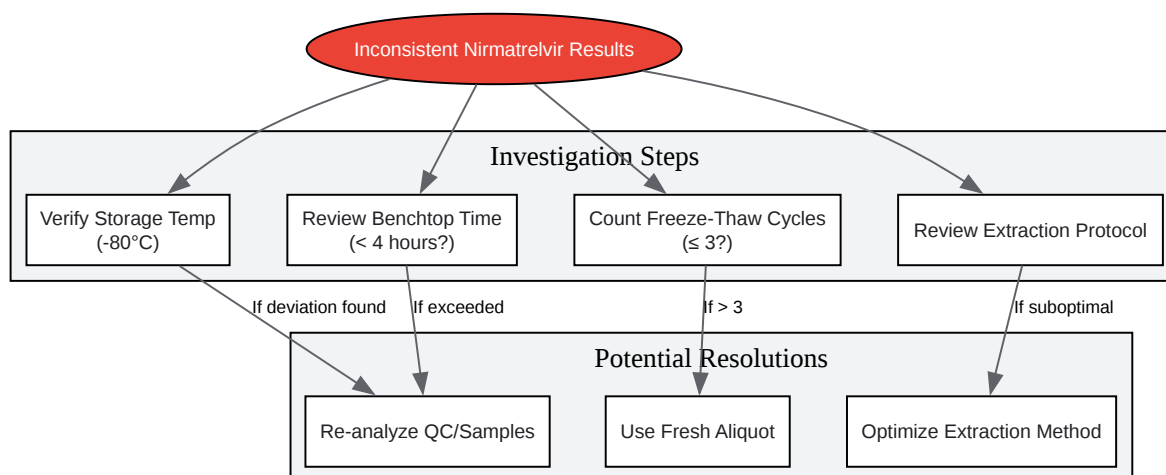 Inconsistent Nirmatrelvir Results
Investigation Steps
Verify Storage Temp
(-80°C)
Review Benchtop Time
(< 4 hours?)
Count Freeze-Thaw Cycles
(≤ 3?)
Review Extraction Protocol
If deviation found
If exceeded
If > 3
If suboptimal
Potential Resolutions
Re-analyze QC/Samples
Use Fresh Aliquot
Optimize Extraction Method